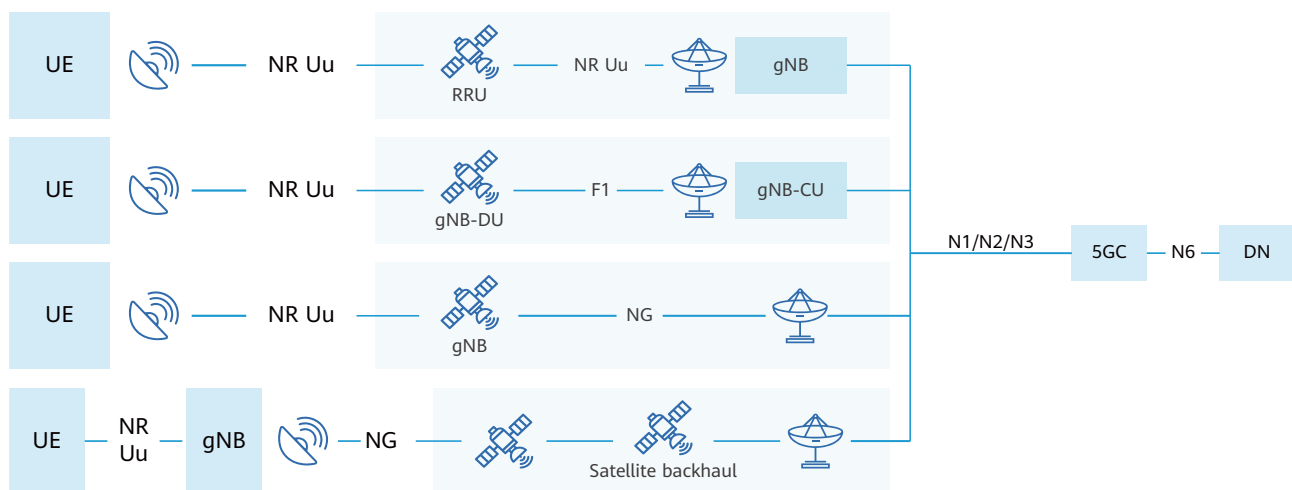 UE
NR Uu
RRU
NR Uu
gNB
UE
NR Uu
gNB-DU
F1
gNB-CU
N1/N2/N3
5GC
N6
DN
UE
NR Uu
gNB
NG
UE
NR
Uu
gNB
NG
Satellite backhaul